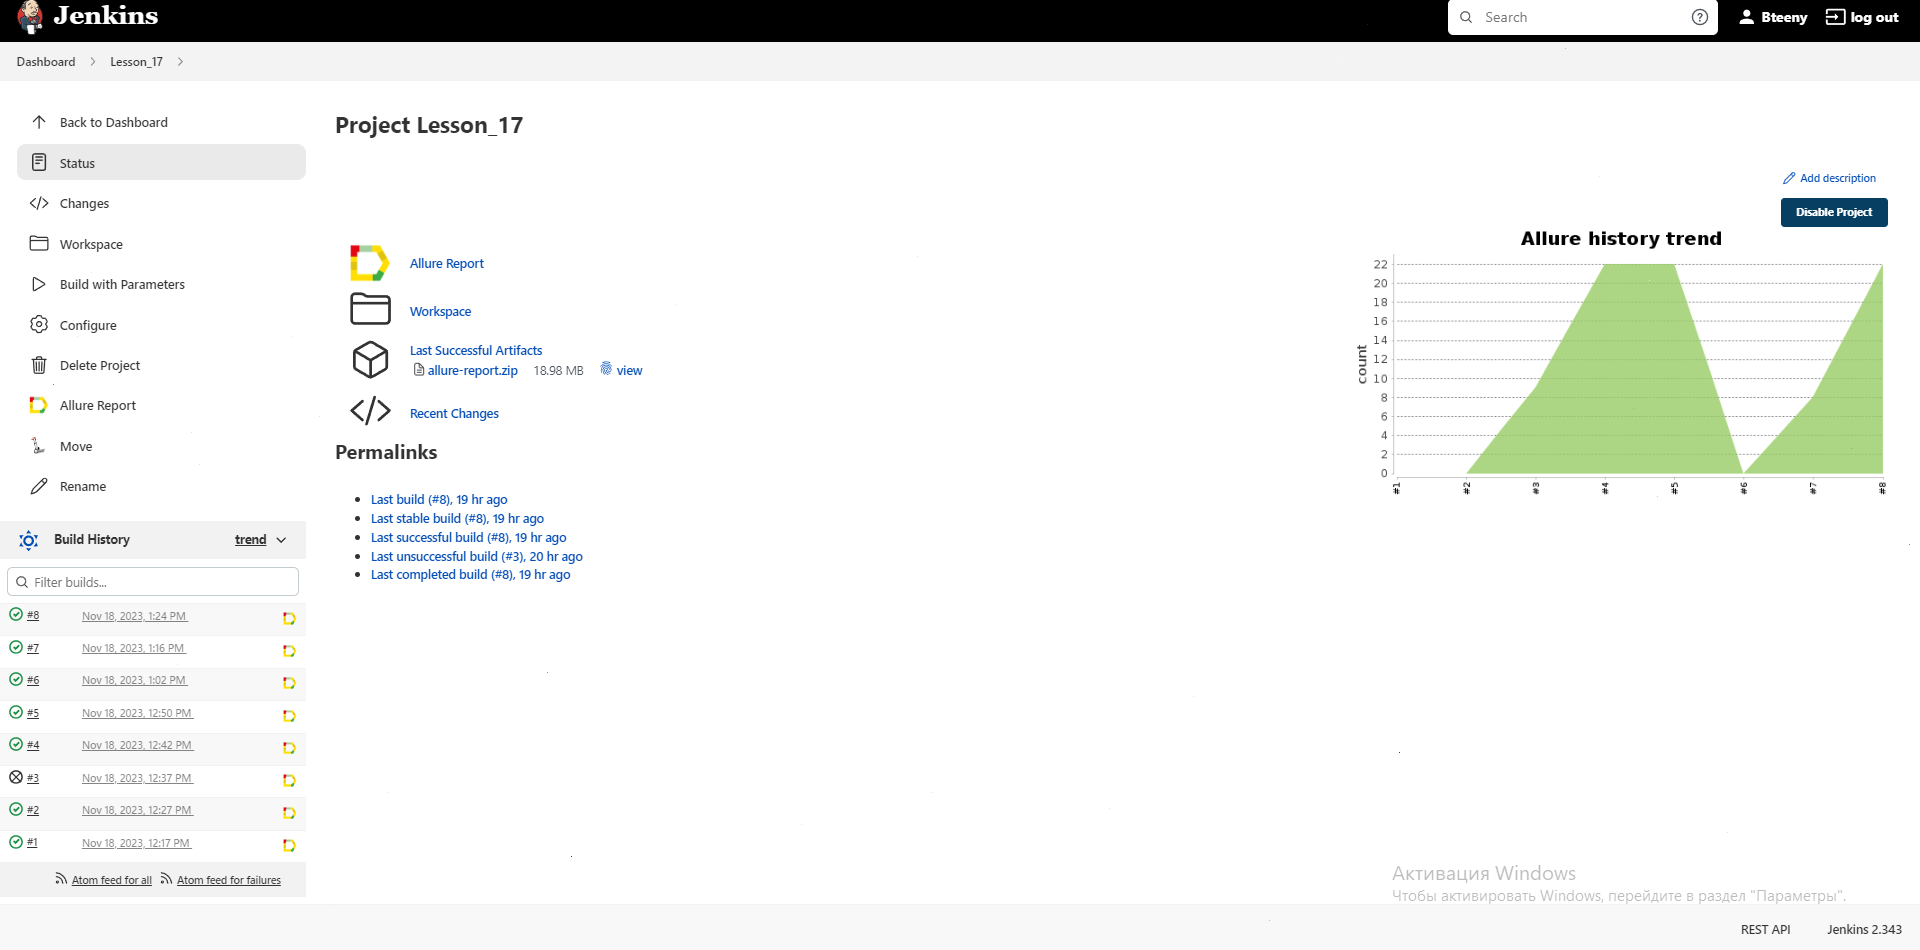 Jenkins
Search
Bteeny
log out
Dashboard
Lesson_17
Back to Dashboard
Status
Changes
Workspace
Build with Parameters
Configure
Delete Project
Allure Report
Move
Rename
Build History
trend
Filter builds...
#8 Nov 18, 2023, 1:24 PM
#7 Nov 18, 2023, 1:16 PM
#6 Nov 18, 2023, 1:02 PM
#5 Nov 18, 2023, 12:50 PM
#4 Nov 18, 2023, 12:42 PM
#3 Nov 18, 2023, 12:37 PM
#2 Nov 18, 2023, 12:27 PM
#1 Nov 18, 2023, 12:17 PM
Atom feed for all Atom feed for failures
Project Lesson_17
Add description
Disable Project
Allure Report
Workspace
Last Successful Artifacts
allure-report.zip 18.98 MB view
Recent Changes
Permalinks
Last build (#8), 19 hr ago
Last stable build (#8), 19 hr ago
Last successful build (#8), 19 hr ago
Last unsuccessful build (#3), 20 hr ago
Last completed build (#8), 19 hr ago
Allure history trend
count
22
20
18
16
14
12
10
8
6
4
2
0
#1 #2 #3 #4 #5 #6 #7 #8
Активация Windows
Чтобы активировать Windows, перейдите в раздел "Параметры".
REST API
Jenkins 2.343